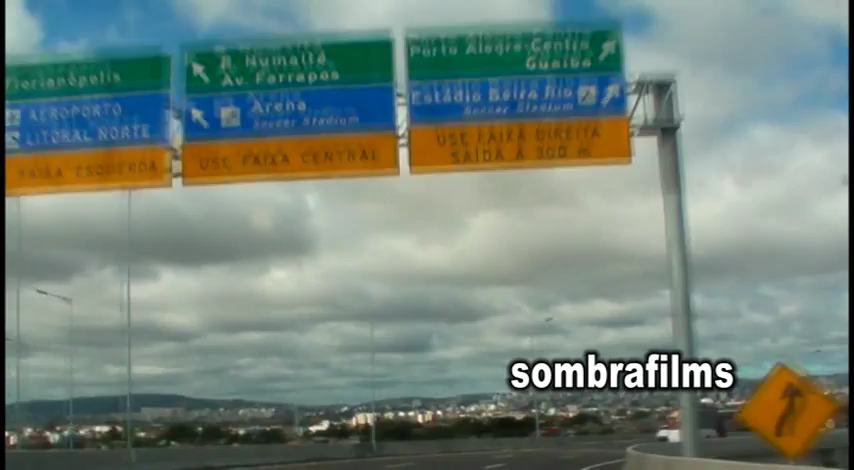 Florianópolis
AEROPORTO
LITORAL NORTE
FAIXA ESQUERDA
R. Humaitá
Av. Farrapos
Arena
Soccer Stadium
USE FAIXA CENTRAL
Porto Alegre-Centro
Guaíba
Estádio Beira Rio
Soccer Stadium
USE FAIXA DIREITA
SAÍDA A 300 m
sombrafilms